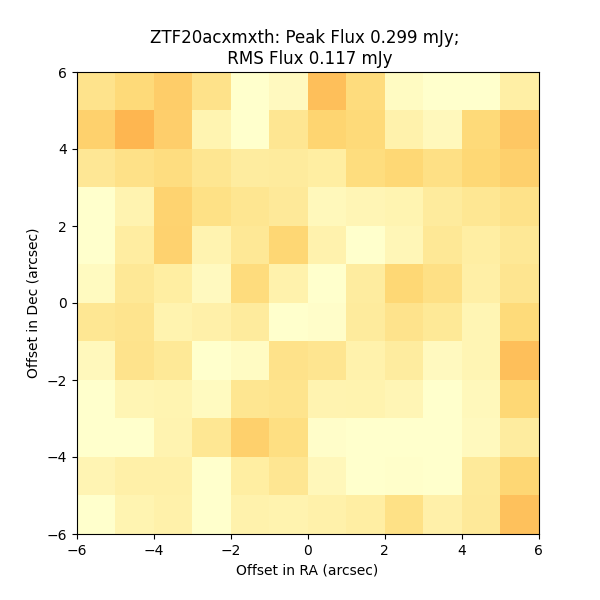 ZTF20acxmxth: Peak Flux 0.299 mJy;
RMS Flux 0.117 mJy
6
4
2
0
−2
−4
−6
Offset in Dec (arcsec)
−6 −4 −2 0 2 4 6
Offset in RA (arcsec)